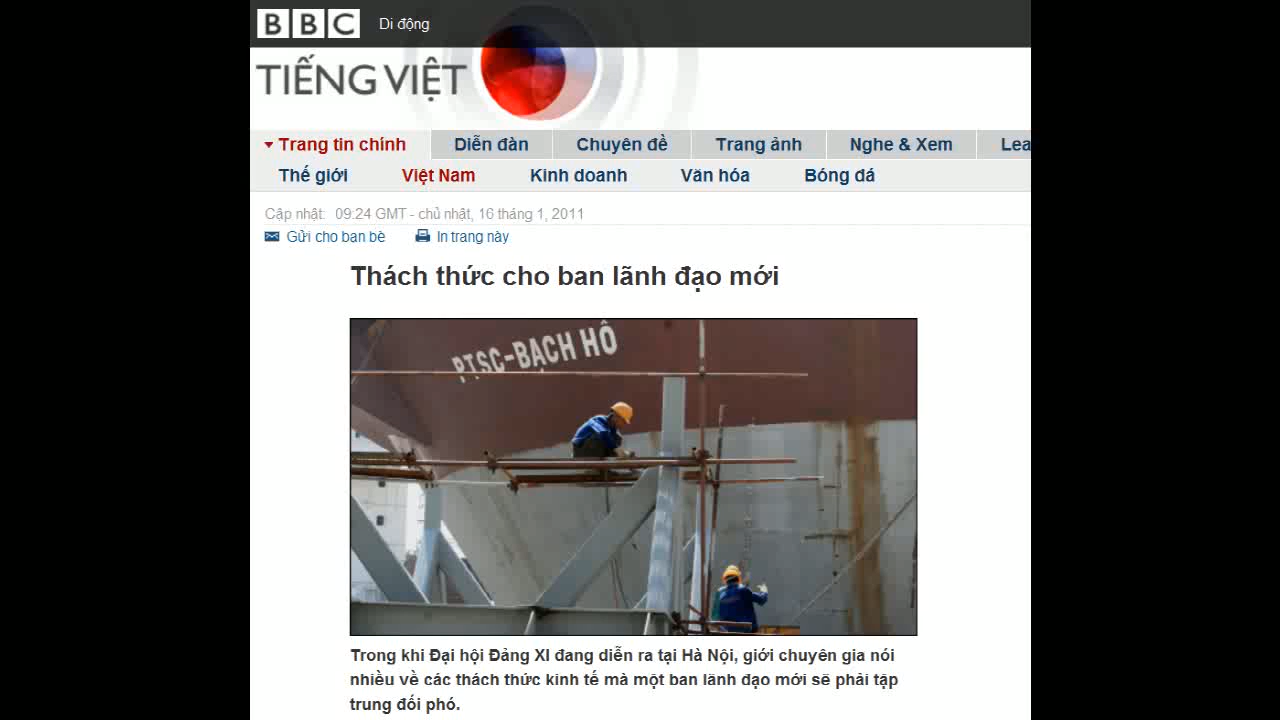 BBC Di động
TIẾNG VIỆT
Trang tin chính Diễn đàn Chuyên đề Trang ảnh Nghe & Xem Lea
Thế giới Việt Nam Kinh doanh Văn hóa Bóng đá
Cập nhật: 09:24 GMT - chủ nhật, 16 tháng 1, 2011
Gửi cho bạn bè In trang này
Thách thức cho ban lãnh đạo mới
PTSC-BẠCH HỔ
Trong khi Đại hội Đảng XI đang diễn ra tại Hà Nội, giới chuyên gia nói
nhiều về các thách thức kinh tế mà một ban lãnh đạo mới sẽ phải tập
trung đối phó.